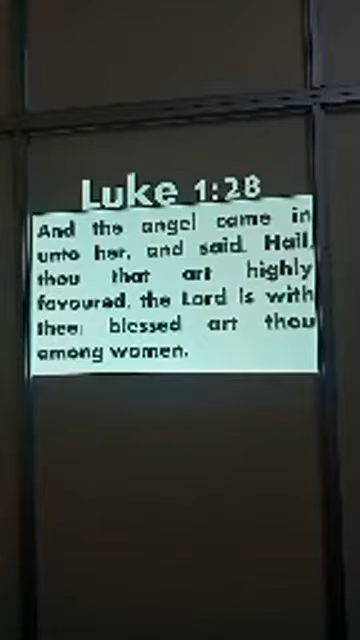 Luke 1:28
And the angel came in
unto her, and said, Hail,
thou that art highly
favoured, the Lord is with
thee: blessed art thou
among women.